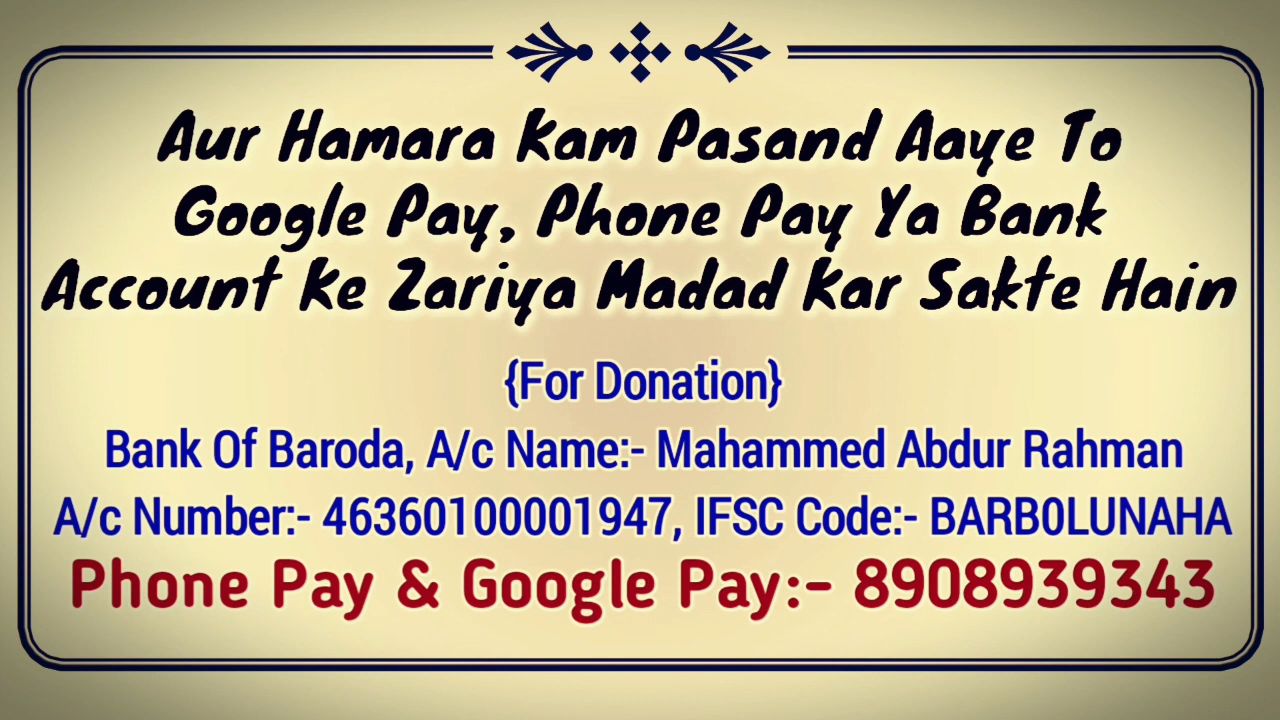 Aur Hamara Kam Pasand Aaye To
Google Pay, Phone Pay Ya Bank
Account Ke Zariya Madad Kar Sakte Hain
{For Donation}
Bank Of Baroda, A/c Name:- Mahammed Abdur Rahman
A/c Number:- 46360100001947, IFSC Code:- BARB0LUNAHA
Phone Pay & Google Pay:- 8908939343